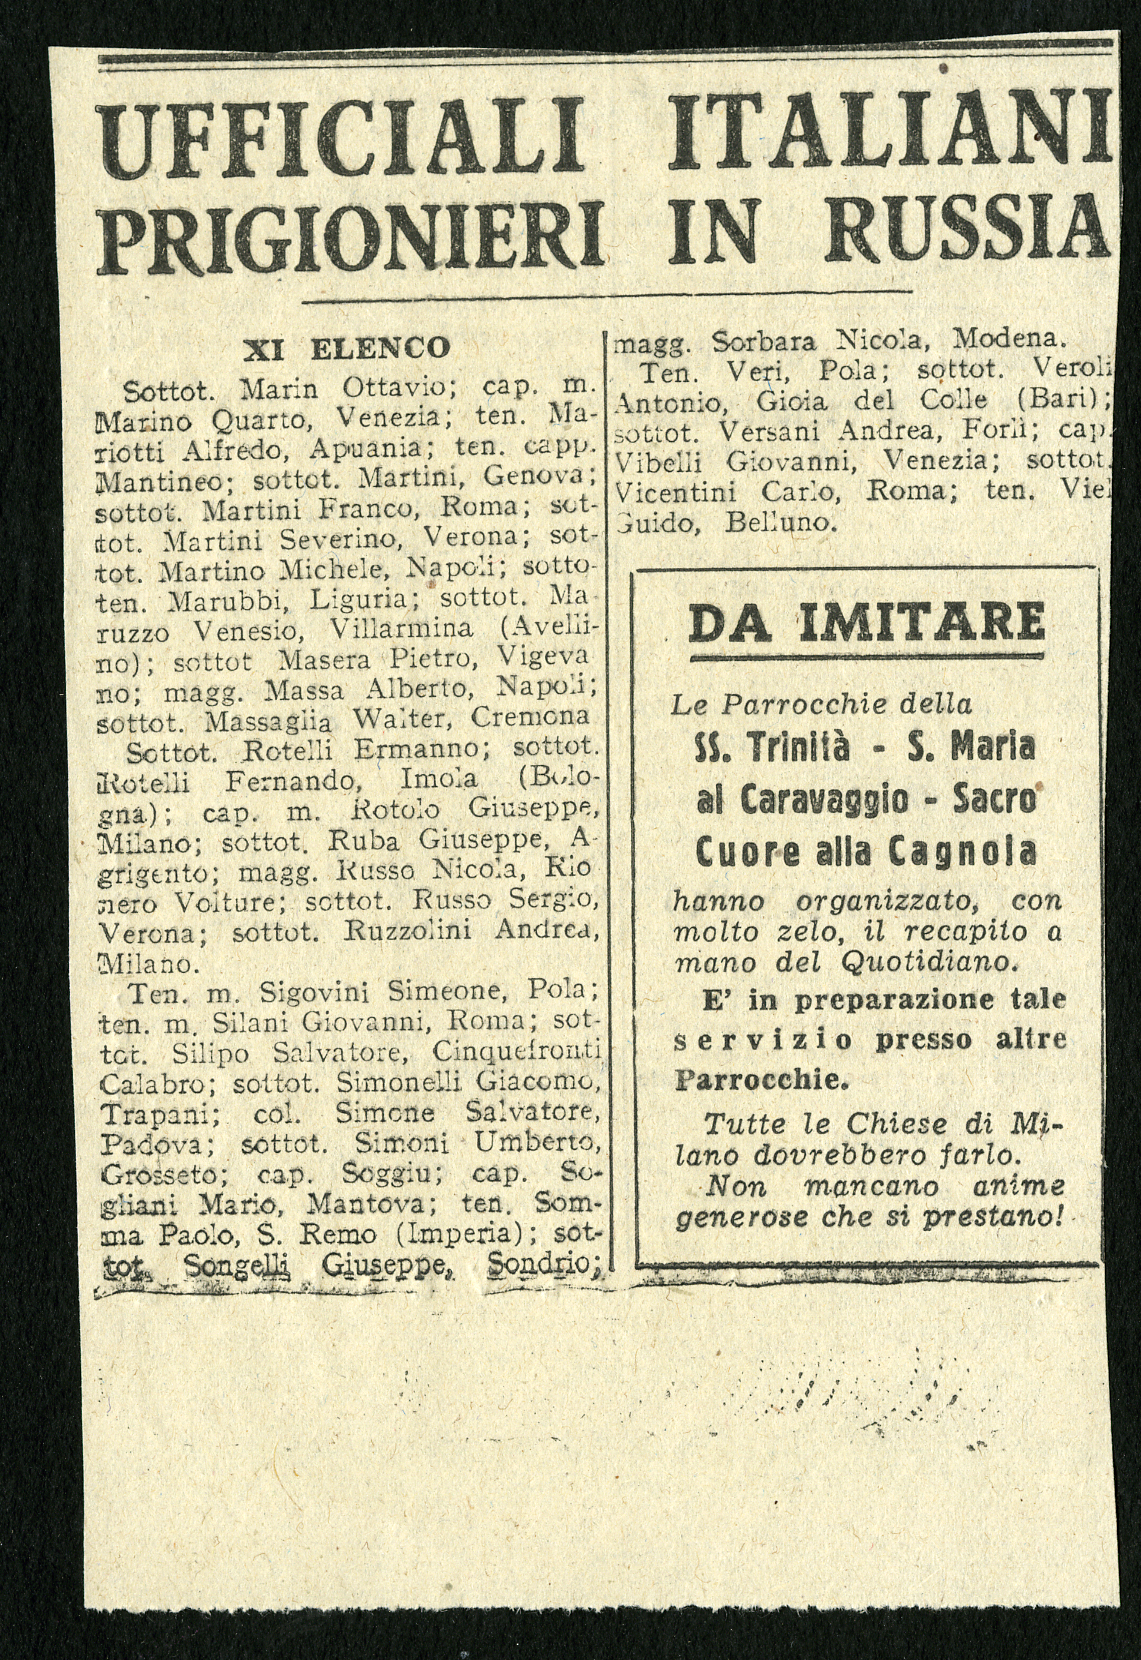 UFFICIALI ITALIANI
PRIGIONIERI IN RUSSIA
XI ELENCO
Sottot. Marin Ottavio; cap. m.
Marino Quarto, Venezia; ten. Ma-
riotti Alfredo, Apuania; ten. capp.
Mantineo; sottot. Martini, Genova;
sottot. Martini Franco, Roma; sot-
tot. Martini Severino, Verona; sot-
tot. Martino Michele, Napoli; sotto-
ten. Marubbi, Liguria; sottot. Ma-
ruzzo Venesio, Villarmina (Avelli-
no); sottot Masera Pietro, Vigeva
no; magg. Massa Alberto, Napoli;
sottot. Massaglia Walter, Cremona
Sottot. Rotelli Ermanno; sottot.
Rotelli Fernando, Imola (Bolo-
gna); cap. m. Rotolo Giuseppe,
Milano; sottot. Ruba Giuseppe, A-
grigento; magg. Russo Nicola, Rio
nero Volture; sottot. Russo Sergio,
Verona; sottot. Ruzzolini Andrea,
Milano.
Ten. m. Sigovini Simeone, Pola;
ten. m. Silani Giovanni, Roma; sot-
tot. Silipo Salvatore, Cinquefronti
Calabro; sottot. Simonelli Giacomo,
Trapani; col. Simone Salvatore,
Padova; sottot. Simoni Umberto,
Grosseto; cap. Soggiu; cap. So-
gliani Mario, Mantova; ten. Som-
ma Paolo, S. Remo (Imperia); sot-
tot. Songelli Giuseppe, Sondrio;
magg. Sorbara Nicola, Modena.
Ten. Veri, Pola; sottot. Veroli
Antonio, Gioia del Colle (Bari);
sottot. Versani Andrea, Forlì; cap.
Vibelli Giovanni, Venezia; sottot.
Vicentini Carlo, Roma; ten. Viel
Guido, Belluno.
DA IMITARE
Le Parrocchie della
SS. Trinità - S. Maria
al Caravaggio - Sacro
Cuore alla Cagnola
hanno organizzato, con
molto zelo, il recapito a
mano del Quotidiano.
E' in preparazione tale
servizio presso altre
Parrocchie.
Tutte le Chiese di Mi-
lano dovrebbero farlo.
Non mancano anime
generose che si prestano!